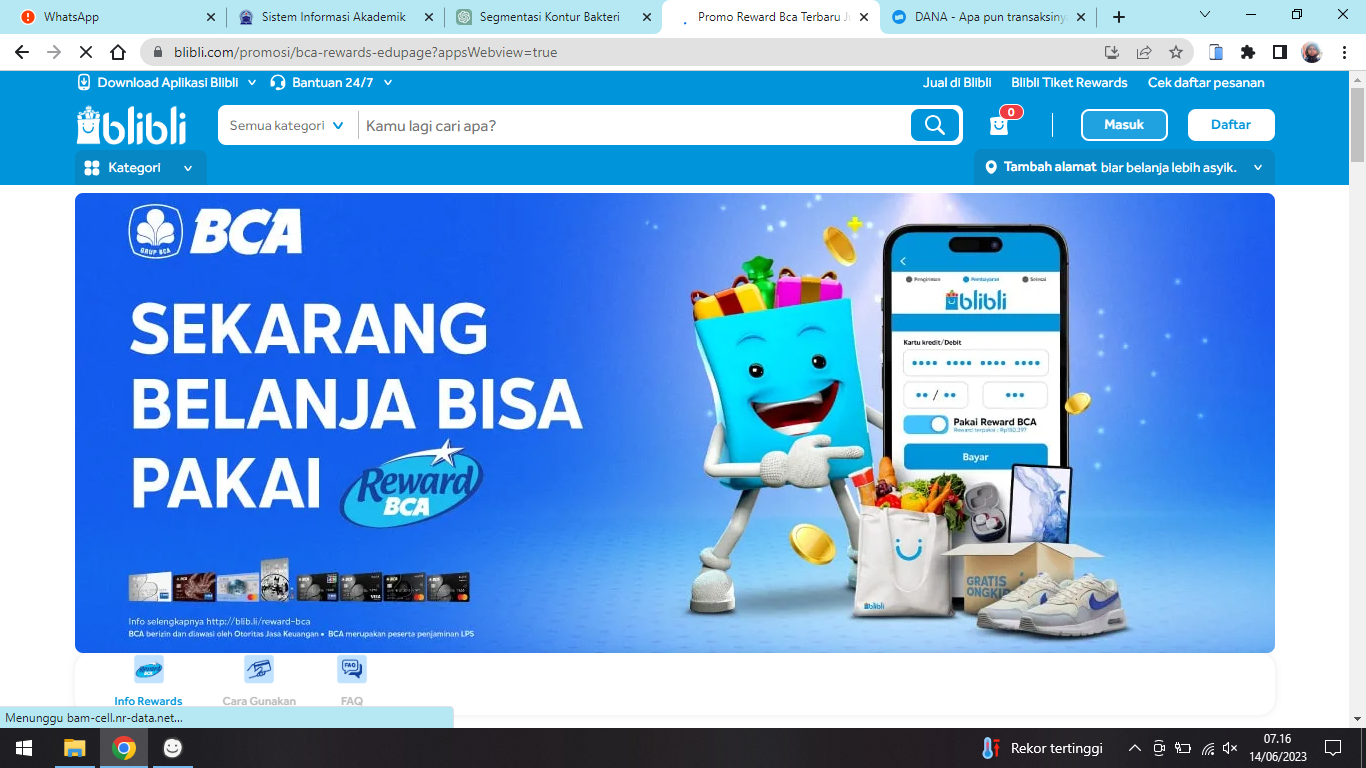 WhatsApp
Sistem Informasi Akademik
Segmentasi Kontur Bakteri
Promo Reward Bca Terbaru Ju
DANA - Apa pun transaksinya
blibli.com/promosi/bca-rewards-edupage?appsWebview=true
Download Aplikasi Blibli
Bantuan 24/7
Jual di Blibli
Blibli Tiket Rewards
Cek daftar pesanan
blibli
Semua kategori
Kamu lagi cari apa?
0
Masuk
Daftar
Kategori
Tambah alamat biar belanja lebih asyik.
GRUP BCA
BCA
SEKARANG
BELANJA BISA
PAKAI Reward
BCA
Info selengkapnya http://blib.li/reward-bca
BCA berizin dan diawasi oleh Otoritas Jasa Keuangan • BCA merupakan peserta penjaminan LPS
Pengiriman
Pembayaran
Selesai
blibli
Kartu kredit/Debit
Pakai Reward BCA
Bayar
GRATIS
ONGKIR
blibli
Reward
BCA
FAQ
Info Rewards
Cara Gunakan
FAQ
Menunggu bam-cell.nr-data.net...
Rekor tertinggi
07.16
14/06/2023